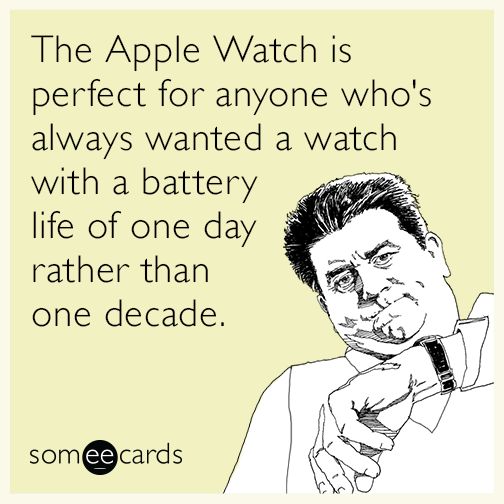 The Apple Watch is
perfect for anyone who's
always wanted a watch
with a battery
life of one day
rather than
one decade.
someecards